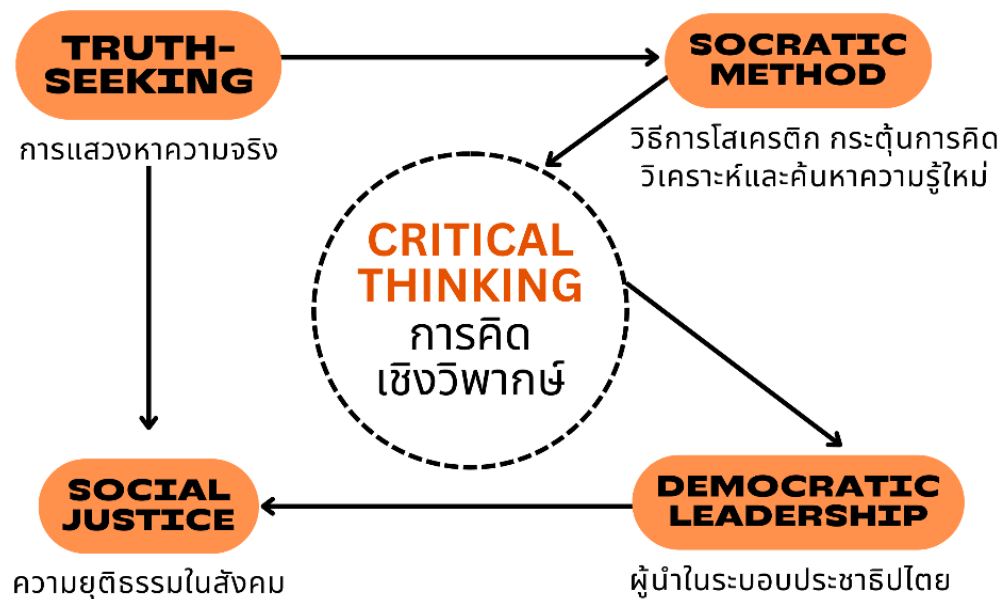 TRUTH-
SEEKING
การแสวงหาความจริง
SOCRATIC
METHOD
วิธีการโสเครติก กระตุ้นการคิด
วิเคราะห์และค้นหาความรู้ใหม่
CRITICAL
THINKING
การคิด
เชิงวิพากษ์
SOCIAL
JUSTICE
ความยุติธรรมในสังคม
DEMOCRATIC
LEADERSHIP
ผู้นำในระบอบประชาธิปไตย